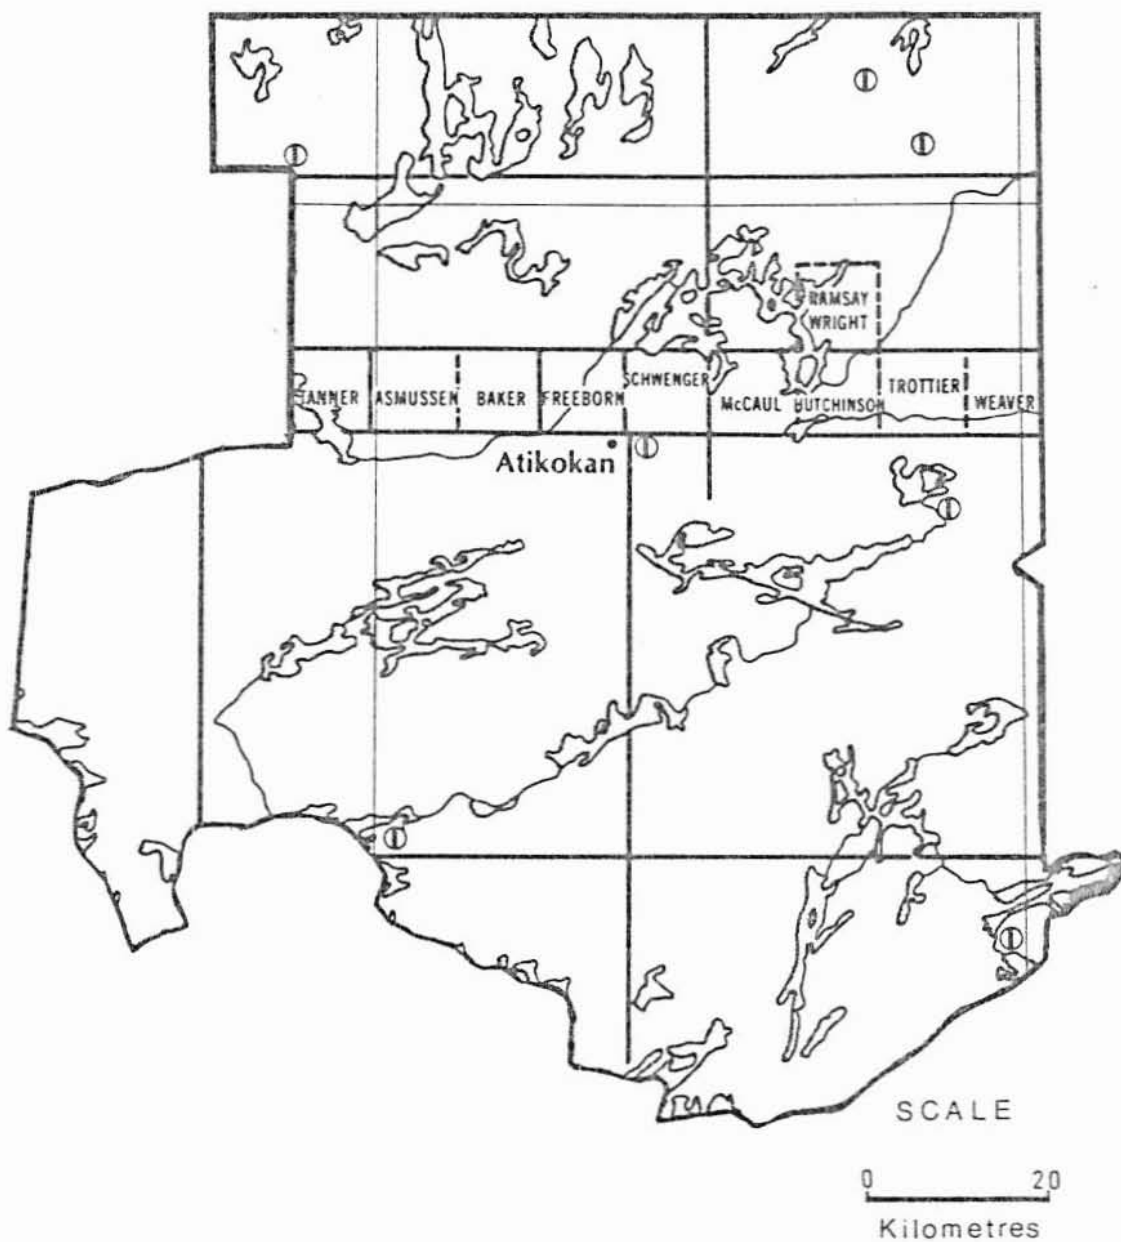 RAMSAY
WRIGHT
TANNER
ASMUSSEN
BAKER
FREEBORN
SCHWENGER
McCAUL
HUTCHINSON
TROTTIER
WEAVER
Atikokan
SCALE
0 20
Kilometres